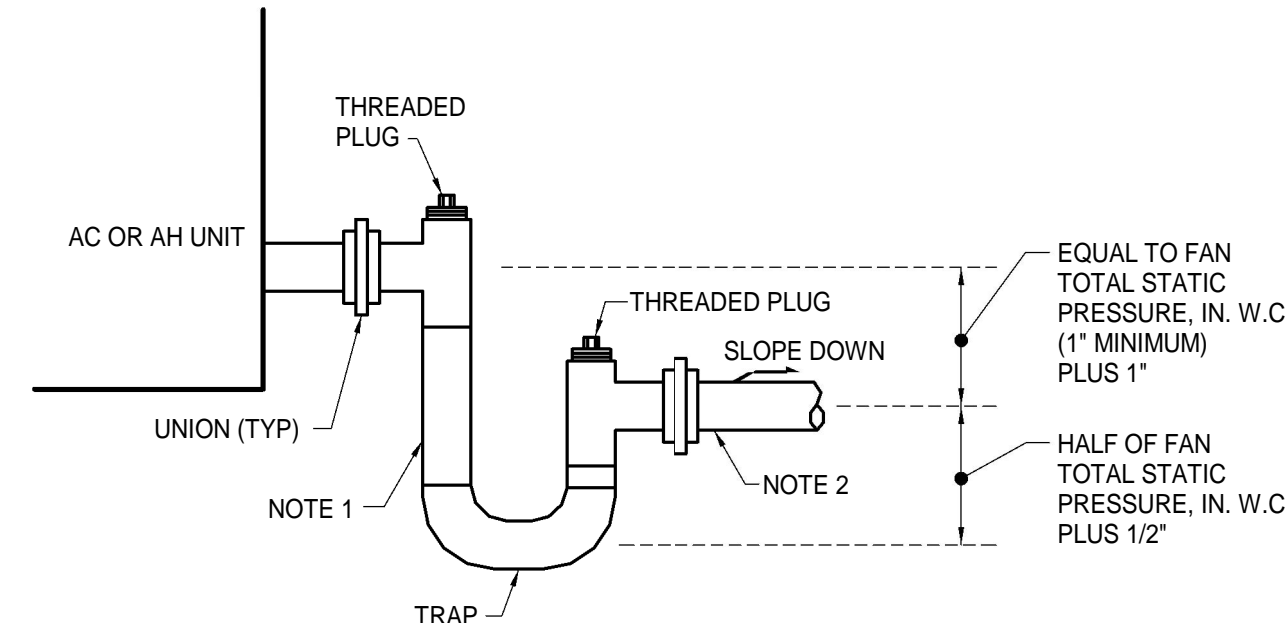 THREADED
PLUG
AC OR AH UNIT
EQUAL TO FAN
TOTAL STATIC
PRESSURE, IN. W.C
(1" MINIMUM)
PLUS 1"
THREADED PLUG
SLOPE DOWN
UNION (TYP)
HALF OF FAN
TOTAL STATIC
PRESSURE, IN. W.C
PLUS 1/2"
NOTE 2
NOTE 1
TRAP